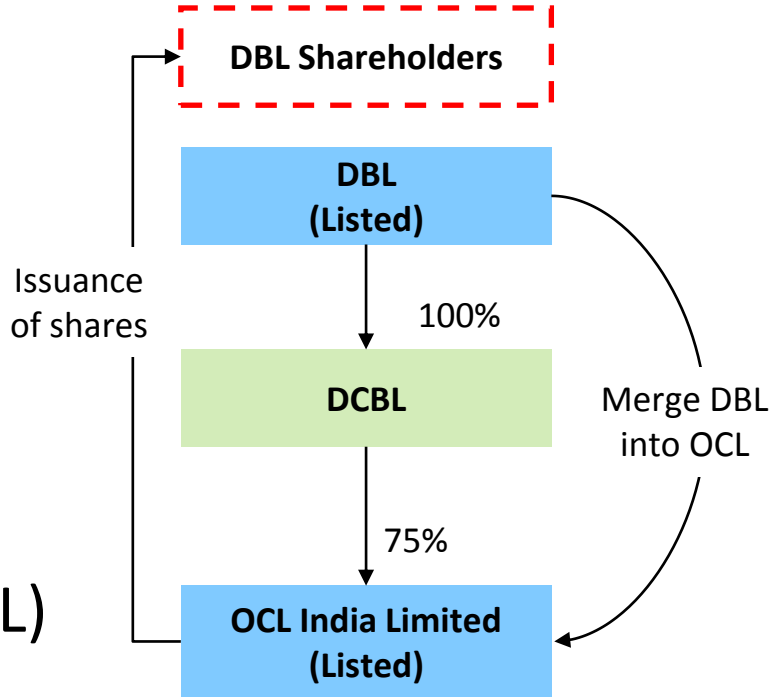 DBL Shareholders
DBL
(Listed)
Issuance
of shares
100%
DCBL
Merge DBL
into OCL
75%
L)
OCL India Limited
(Listed)